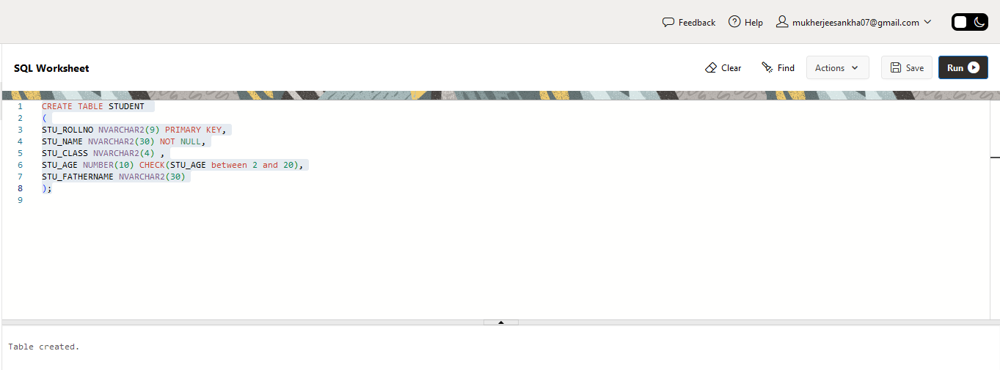 Feedback Help mukherjeesankha07@gmail.com
SQL Worksheet Clear Find Actions Save Run
1 CREATE TABLE STUDENT
2 (
3 STU_ROLLNO NVARCHAR2(9) PRIMARY KEY,
4 STU_NAME NVARCHAR2(30) NOT NULL,
5 STU_CLASS NVARCHAR2(4) ,
6 STU_AGE NUMBER(10) CHECK(STU_AGE between 2 and 20),
7 STU_FATHERNAME NVARCHAR2(30)
8 );
9
Table created.